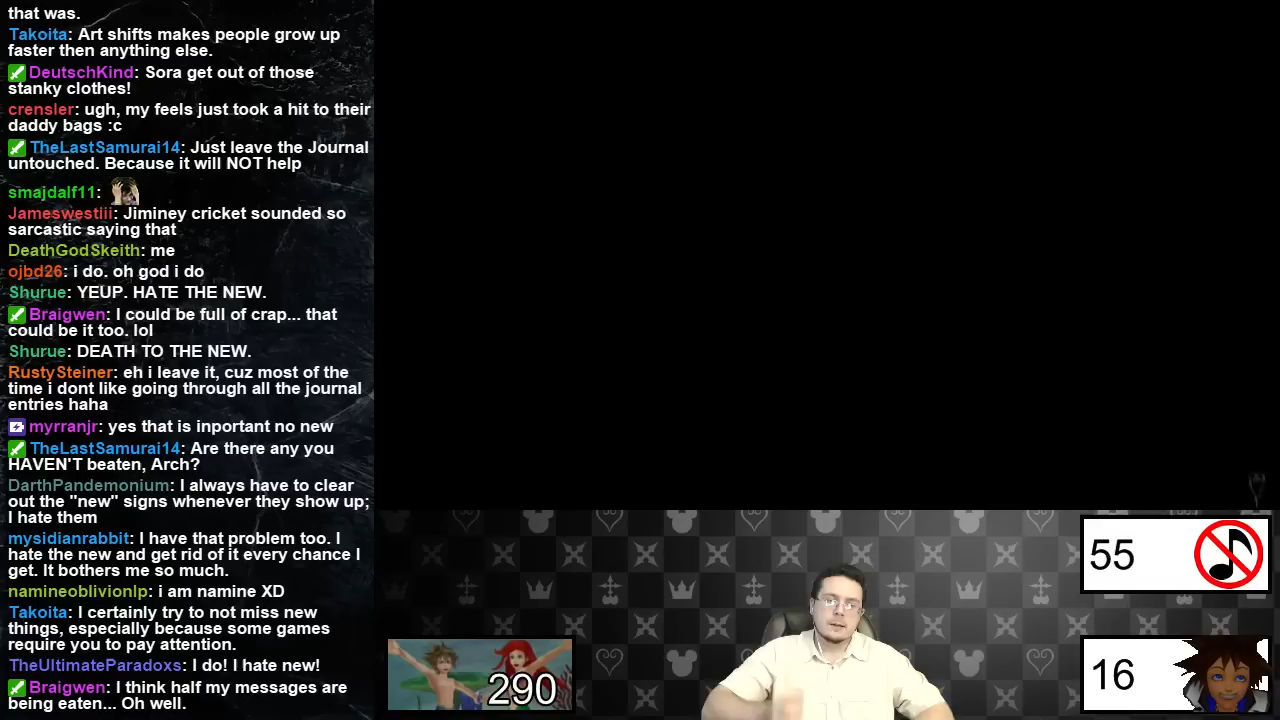 that was.
Takoita: Art shifts makes people grow up
faster then anything else.
DeutschKind: Sora get out of those
stanky clothes!
crensler: ugh, my feels just took a hit to their
daddy bags :c
TheLastSamurai14: Just leave the Journal
untouched. Because it will NOT help
smajdalf11:
Jameswestiii: Jiminey cricket sounded so
sarcastic saying that
DeathGodSkeith: me
ojbd26: i do. oh god i do
Shurue: YEUP. HATE THE NEW.
Braigwen: I could be full of crap... that
could be it too. lol
Shurue: DEATH TO THE NEW.
RustySteiner: eh i leave it, cuz most of the
time i dont like going through all the journal
entries haha
myrranjr: yes that is inportant no new
TheLastSamurai14: Are there any you
HAVEN'T beaten, Arch?
DarthPandemonium: I always have to clear
out the "new" signs whenever they show up;
I hate them
mysidianrabbit: I have that problem too. I
hate the new and get rid of it every chance I
get. It bothers me so much.
namineoblivionlp: i am namine XD
Takoita: I certainly try to not miss new
things, especially because some games
require you to pay attention.
TheUltimateParadoxs: I do! I hate new!
Braigwen: I think half my messages are
being eaten... Oh well.
290
55
16